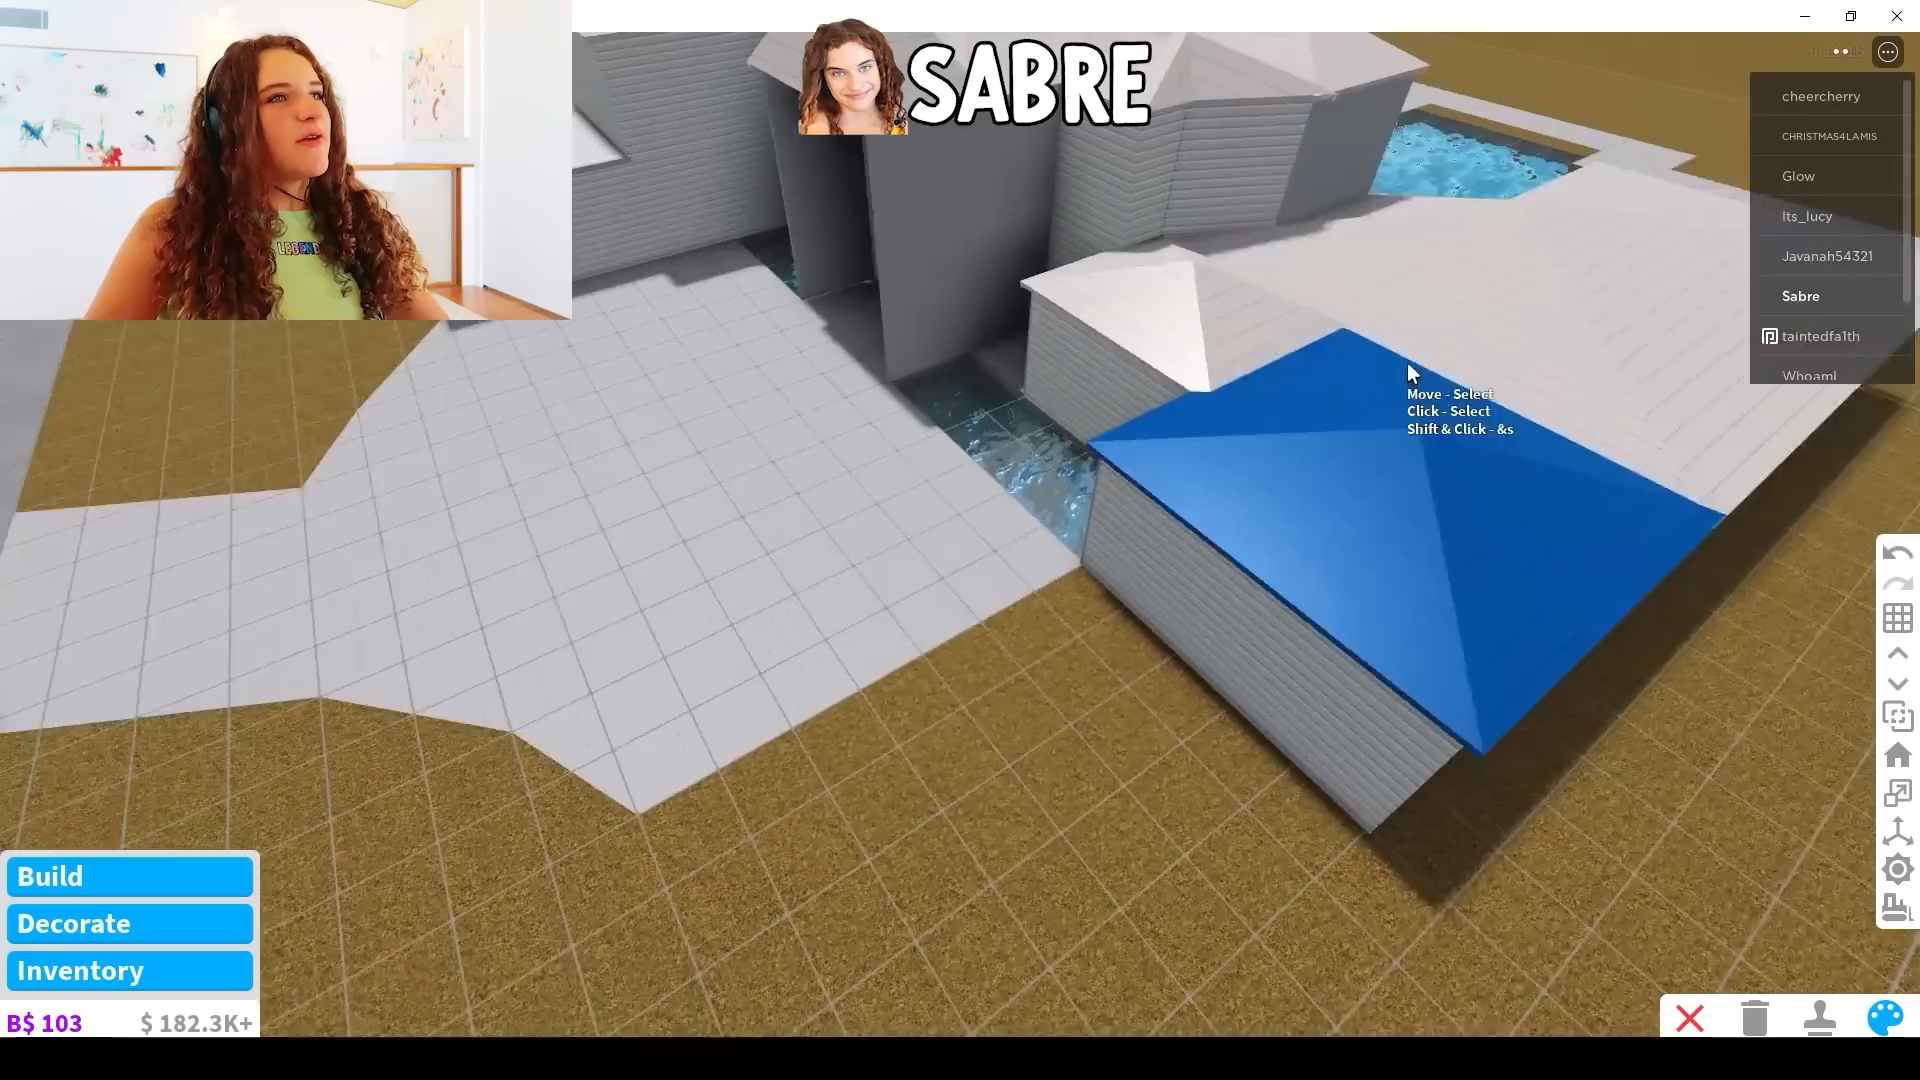 SABRE
LEGEND
cheercherry
CHRISTMAS4LAMIS
Glow
Its_lucy
Javanah54321
Sabre
taintedfa1th
WhoamI
Move - Select
Click - Select
Shift & Click - &s
Build
Decorate
Inventory
B$ 103
$ 182.3K+